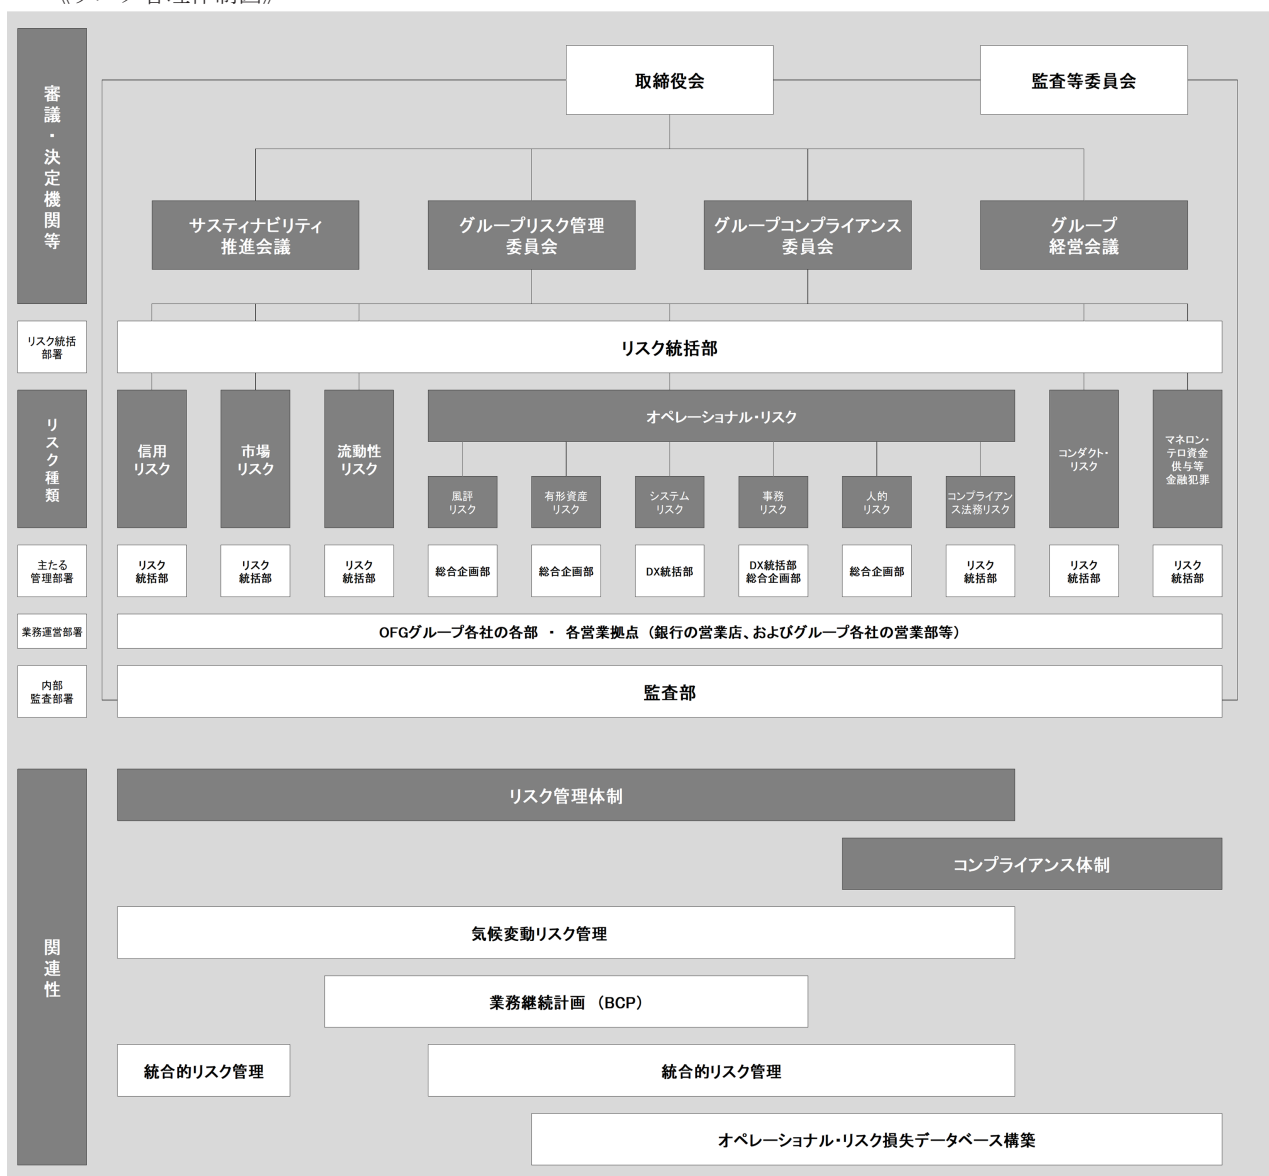 《リスク管理体制図》
審議・決定機関等
取締役会
監査等委員会
サスティナビリティ
推進会議
グループリスク管理
委員会
グループコンプライアンス
委員会
グループ
経営会議
リスク統括
部署
リスク統括部
リスク種類
信用
リスク
市場
リスク
流動性
リスク
オペレーショナル・リスク
風評
リスク
有形資産
リスク
システム
リスク
事務
リスク
人的
リスク
コンプライアン
ス法務リスク
コンダクト・
リスク
マネロン・
テロ資金
供与等
金融犯罪
主たる
管理部署
リスク
統括部
リスク
統括部
リスク
統括部
総合企画部
総合企画部
DX統括部
DX統括部
総合企画部
総合企画部
リスク
統括部
リスク
統括部
リスク
統括部
業務運営部署
OFGグループ各社の各部 ・ 各営業拠点（銀行の営業店、およびグループ各社の営業部等）
内部
監査部署
監査部
関連性
リスク管理体制
コンプライアンス体制
気候変動リスク管理
業務継続計画 （BCP）
統合的リスク管理
統合的リスク管理
オペレーショナル・リスク損失データベース構築